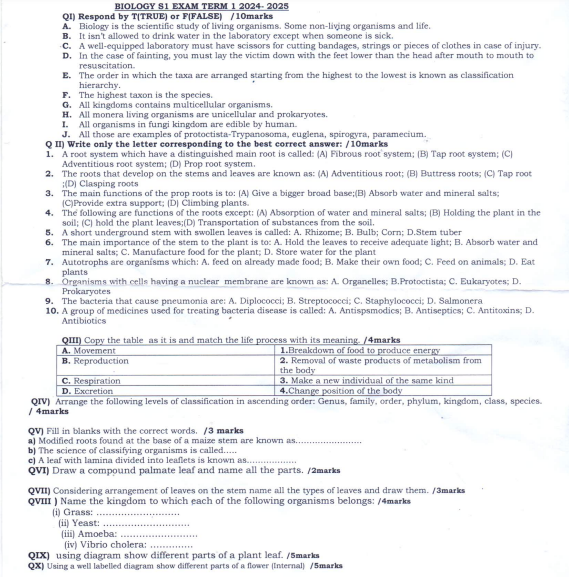 BIOLOGY S1 EXAM TERM 1 2024- 2025
QI) Respond by T(TRUE) or F(FALSE) /10marks
A. Biology is the scientific study of living organisms. Some non-living organisms and life.
B. It isn't allowed to drink water in the laboratory except when someone is sick.
C. A well-equipped laboratory must have scissors for cutting bandages, strings or pieces of clothes in case of injury.
D. In the case of fainting, you must lay the victim down with the feet lower than the head after mouth to mouth to
resuscitation.
E. The order in which the taxa are arranged starting from the highest to the lowest is known as classification
hierarchy.
F. The highest taxon is the species.
G. All kingdoms contains multicellular organisms.
H. All monera living organisms are unicellular and prokaryotes.
I. All organisms in fungi kingdom are edible by human.
J. All those are examples of protoctista-Trypanosoma, euglena, spirogyra, paramecium.
Q II) Write only the letter corresponding to the best correct answer: /10marks
1. A root system which have a distinguished main root is called: (A) Fibrous root system; (B) Tap root system; (C)
Adventitious root system; (D) Prop root system.
2. The roots that develop on the stems and leaves are known as: (A) Adventitious root; (B) Buttress roots; (C) Tap root
;(D) Clasping roots
3. The main functions of the prop roots is to: (A) Give a bigger broad base;(B) Absorb water and mineral salts;
(C)Provide extra support; (D) Climbing plants.
4. The following are functions of the roots except: (A) Absorption of water and mineral salts; (B) Holding the plant in the
soil; (C) hold the plant leaves;(D) Transportation of substances from the soil.
5. A short underground stem with swollen leaves is called: A. Rhizome; B. Bulb; Corn; D.Stem tuber
6. The main importance of the stem to the plant is to: A. Hold the leaves to receive adequate light; B. Absorb water and
mineral salts; C. Manufacture food for the plant; D. Store water for the plant
7. Autotrophs are organisms which: A. feed on already made food; B. Make their own food; C. Feed on animals; D. Eat
plants
8. Organisms with cells having a nuclear membrane are known as: A. Organelles; B.Protoctista; C. Eukaryotes; D.
Prokaryotes
9. The bacteria that cause pneumonia are: A. Diplococci; B. Streptococci; C. Staphylococci; D. Salmonera
10. A group of medicines used for treating bacteria disease is called: A. Antispsmodics; B. Antiseptics; C. Antitoxins; D.
Antibiotics
QIII) Copy the table as it is and match the life process with its meaning. /4marks
A. Movement 1.Breakdown of food to produce energy
B. Reproduction 2. Removal of waste products of metabolism from
the body
C. Respiration 3. Make a new individual of the same kind
D. Excretion 4.Change position of the body
QIV) Arrange the following levels of classification in ascending order: Genus, family, order, phylum, kingdom, class, species.
/ 4marks
QV) Fill in blanks with the correct words. /3 marks
a) Modified roots found at the base of a maize stem are known as........................
b) The science of classifying organisms is called.....
c) A leaf with lamina divided into leaflets is known as..................
QVI) Draw a compound palmate leaf and name all the parts. /2marks
QVII) Considering arrangement of leaves on the stem name all the types of leaves and draw them. /3marks
QVIII ) Name the kingdom to which each of the following organisms belongs: /4marks
(i) Grass: ...........................
(ii) Yeast: ............................
(iii) Amoeba: .........................
(iv) Vibrio cholera: ..............
QIX) using diagram show different parts of a plant leaf. /5marks
QX) Using a well labelled diagram show different parts of a flower (Internal) /5marks